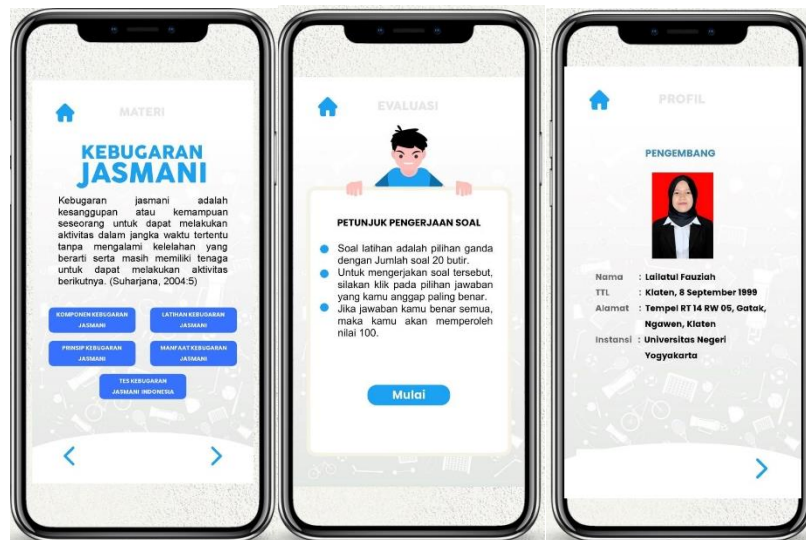 MATERI
KEBUGARAN
JASMANI
Kebugaran jasmani adalah
kesanggupan atau kemampuan
seseorang untuk dapat melakukan
aktivitas dalam jangka waktu tertentu
tanpa mengalami kelelahan yang
berarti serta masih memiliki tenaga
untuk dapat melakukan aktivitas
berikutnya. (Suharjana, 2004:5)
KOMPONEN KEBUGARAN
JASMANI
LATIHAN KEBUGARAN
JASMANI
PRINSIP KEBUGARAN
JASMANI
MANFAAT KEBUGARAN
JASMANI
TES KEBUGARAN
JASMANI INDONESIA
EVALUASI
PETUNJUK PENGERJAAN SOAL
Soal latihan adalah pilihan ganda
dengan Jumlah soal 20 butir.
Untuk mengerjakan soal tersebut,
silakan klik pada pilihan jawaban
yang kamu anggap paling benar.
Jika jawaban kamu benar semua,
maka kamu akan memperoleh
nilai 100.
Mulai
PROFIL
PENGEMBANG
Nama : Lailatul Fauziah
TTL : Klaten, 8 September 1999
Alamat : Tempel RT 14 RW 05, Gatak,
Ngawen, Klaten
Instansi : Universitas Negeri
Yogyakarta